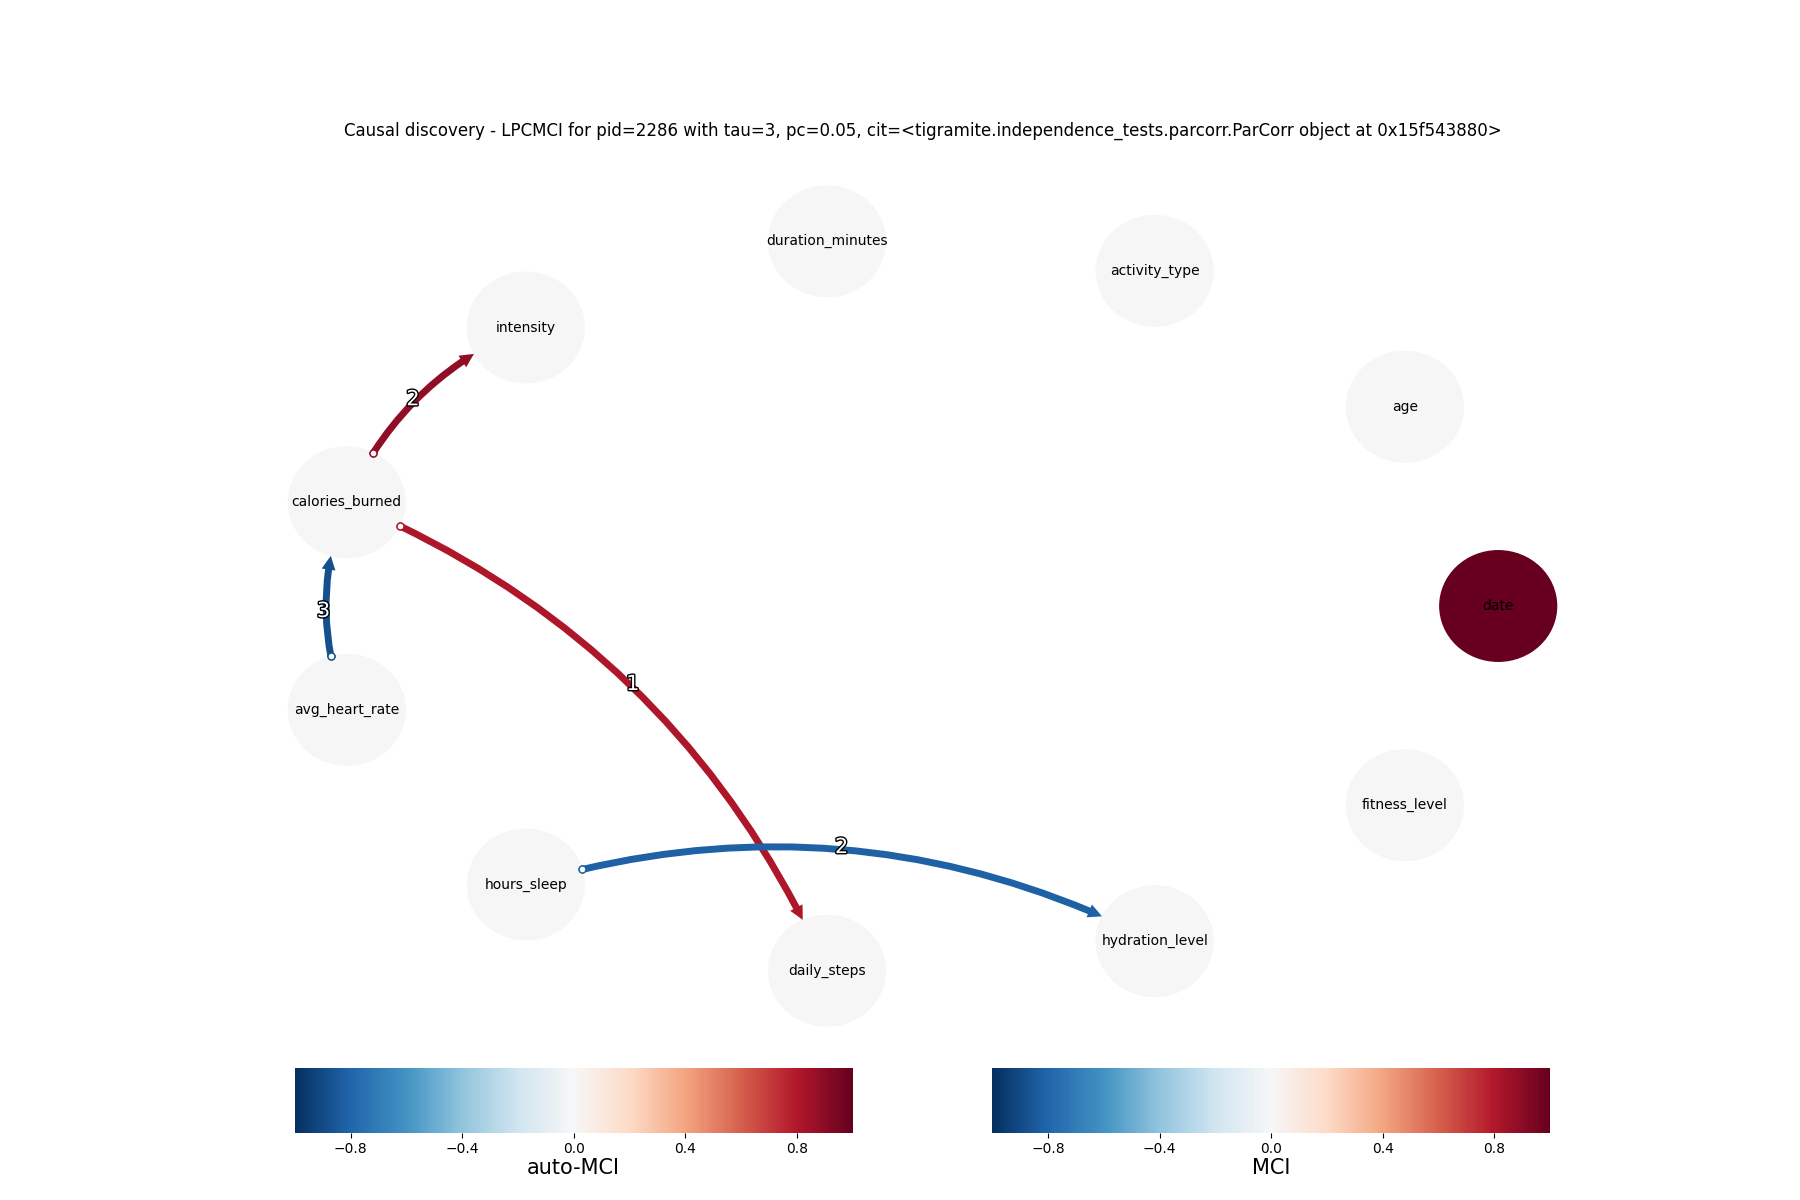 Causal discovery - LPCMCI for pid=2286 with tau=3, pc=0.05, cit=<tigramite.independence_tests.parcorr.ParCorr object at 0x15f543880>
duration_minutes
activity_type
intensity
2
age
calories_burned
date
3
1
avg_heart_rate
fitness_level
2
hours_sleep
hydration_level
daily_steps
−0.8 −0.4 0.0 0.4 0.8
auto-MCI
−0.8 −0.4 0.0 0.4 0.8
MCI